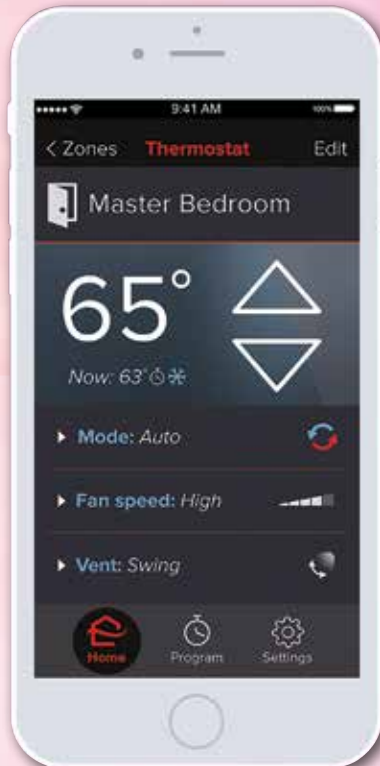 9:41 AM 100%
< Zones Thermostat Edit
Master Bedroom
65°
Now: 63°
Mode: Auto
Fan speed: High
Vent: Swing
Home Program Settings